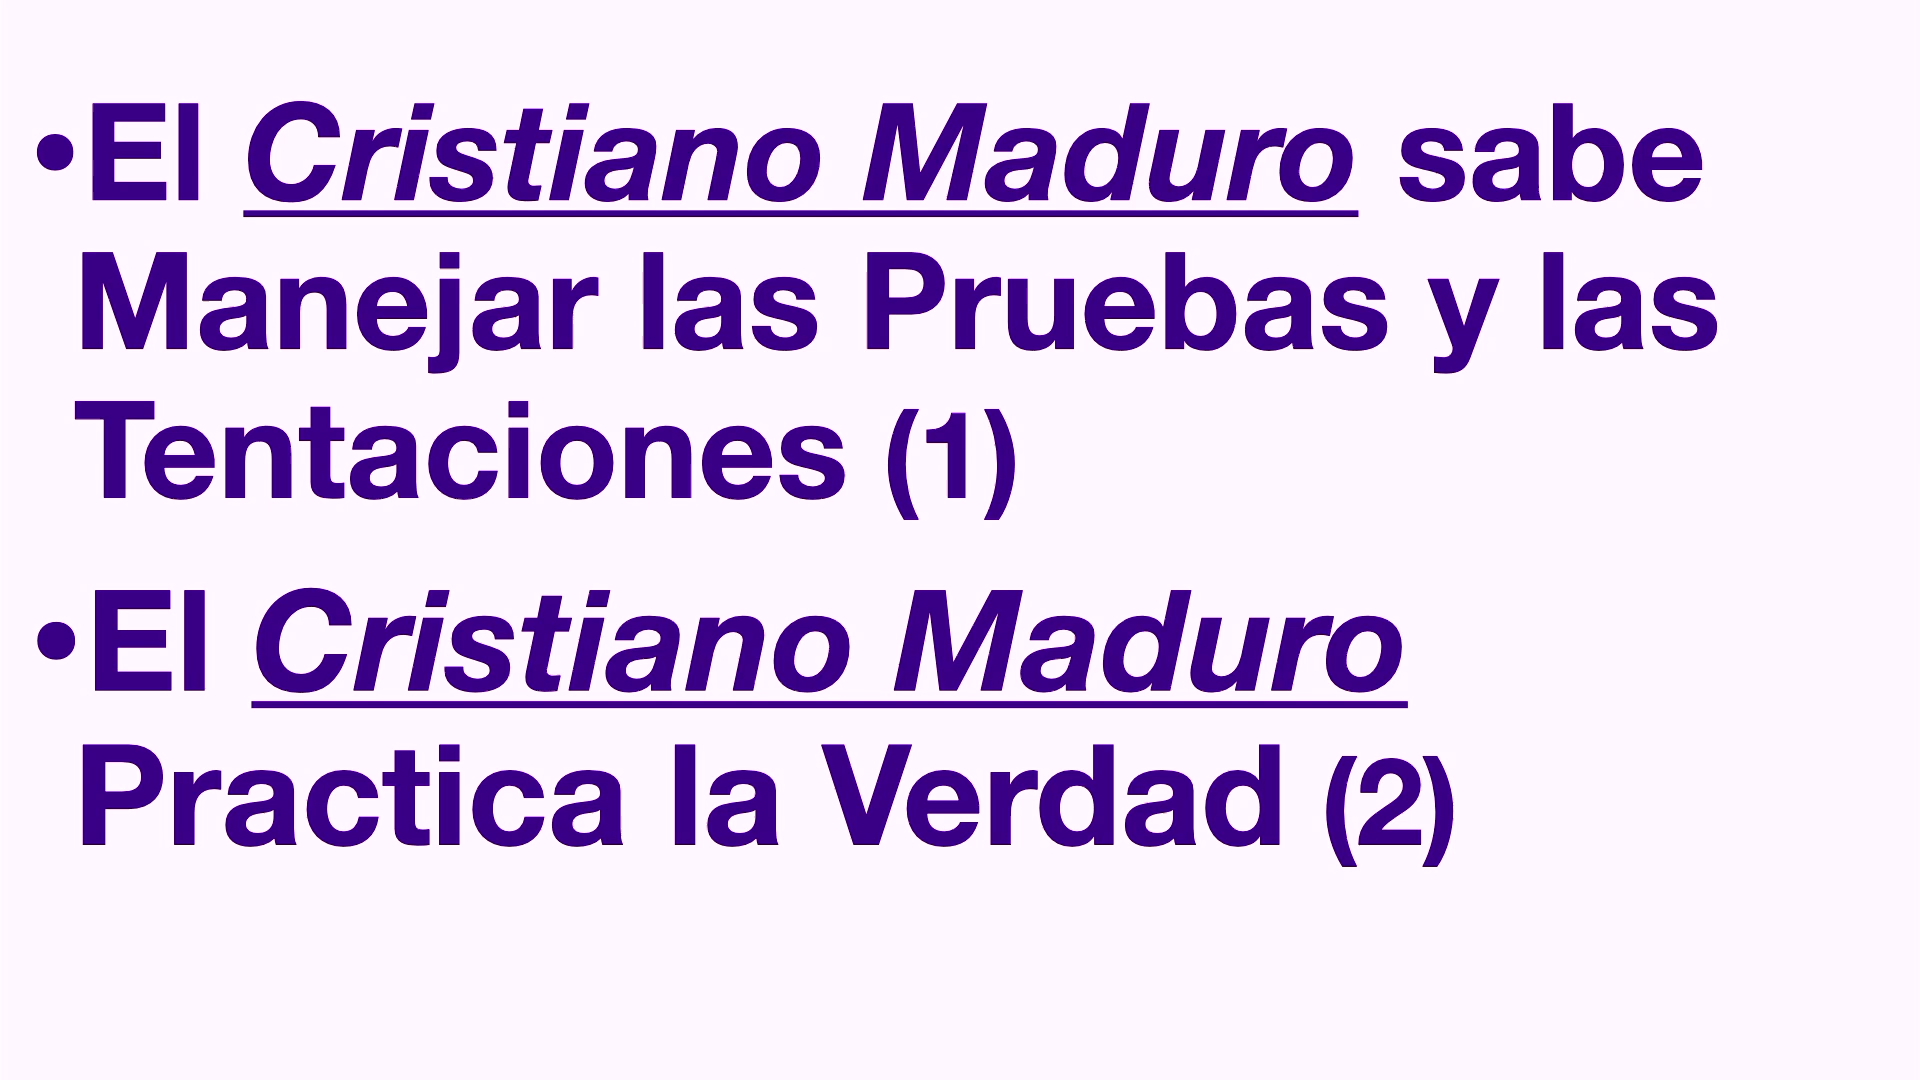 •El Cristiano Maduro sabe
Manejar las Pruebas y las
Tentaciones (1)
•El Cristiano Maduro
Practica la Verdad (2)